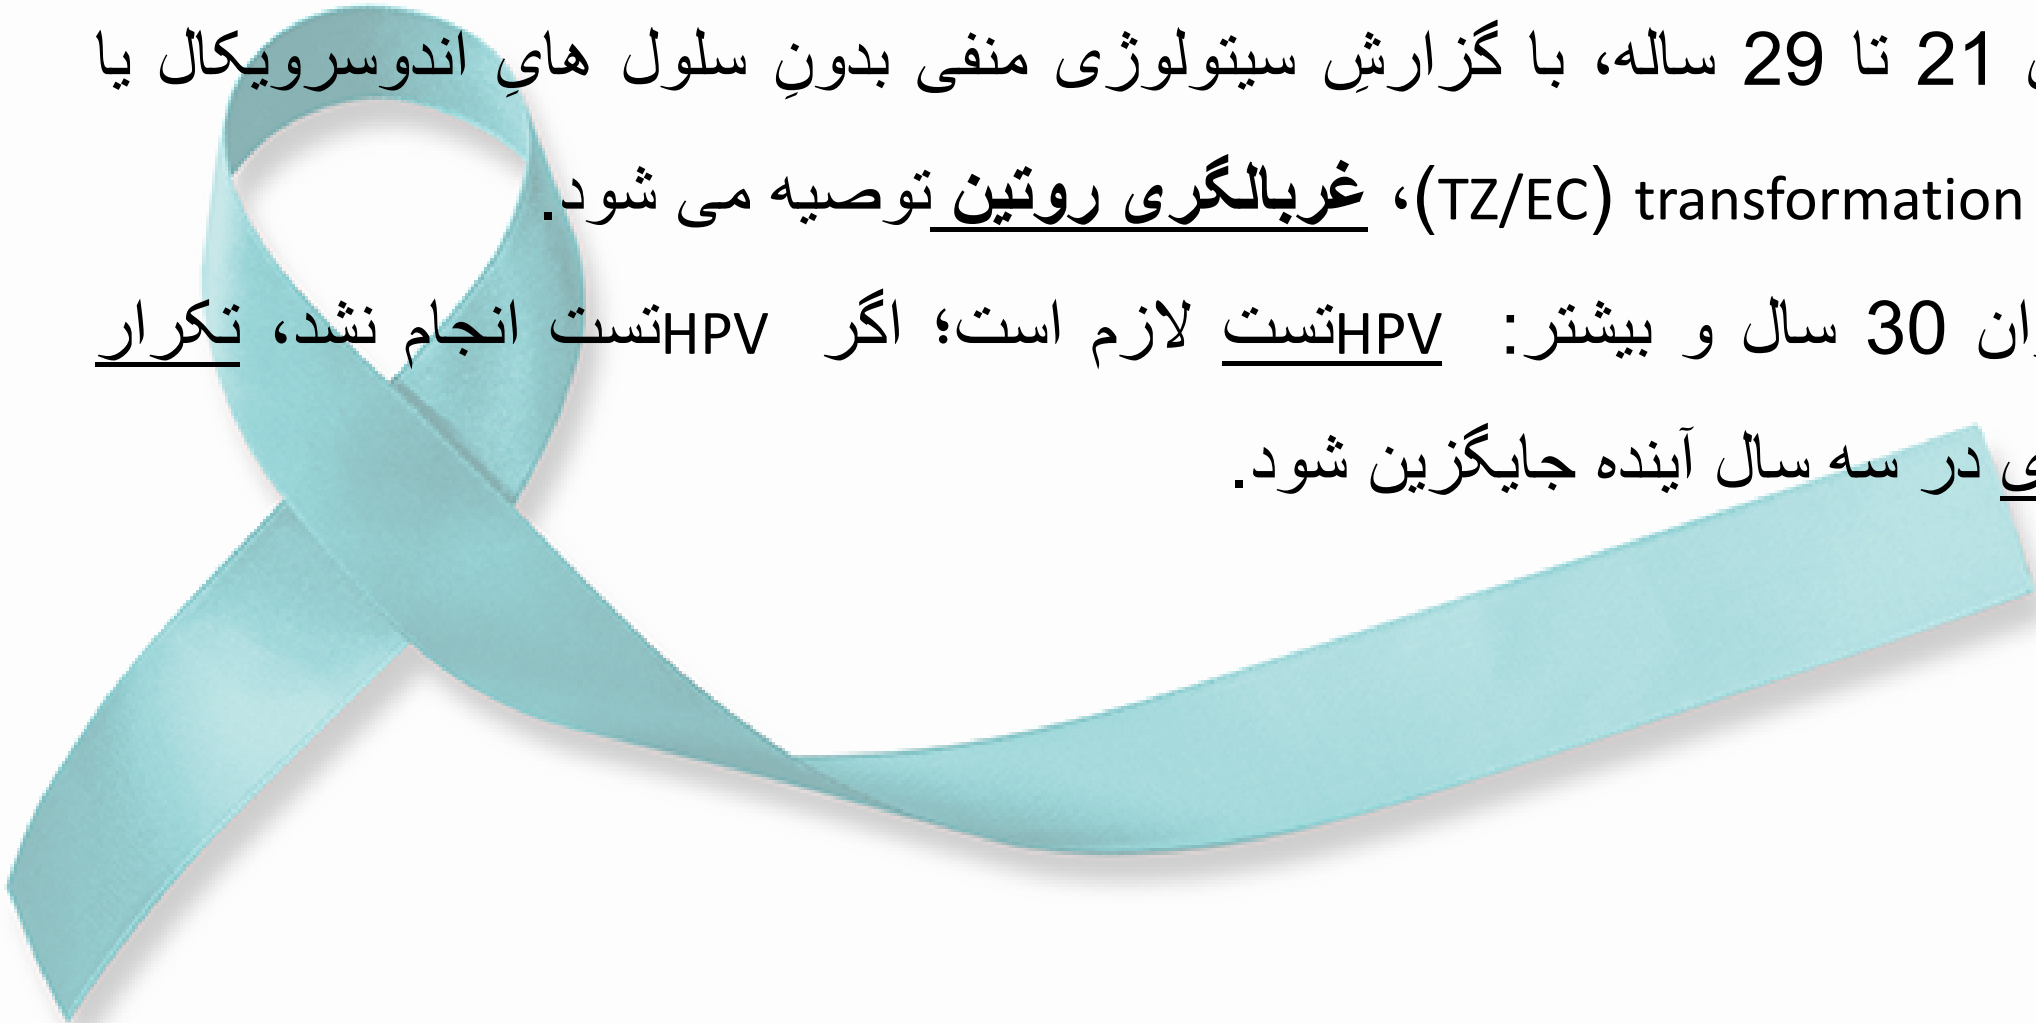 21 تا 29 ساله، با گزارشِ سیتولوژی منفی بدونِ سلول هایِ اندوسرویکال یا
transformation (TZ/EC)، غربالگری روتین توصیه می شود.
30 سال و بیشتر: HPVتست لازم است؛ اگر HPVتست انجام نشد، تکرار
در سه سال آینده جایگزین شود.